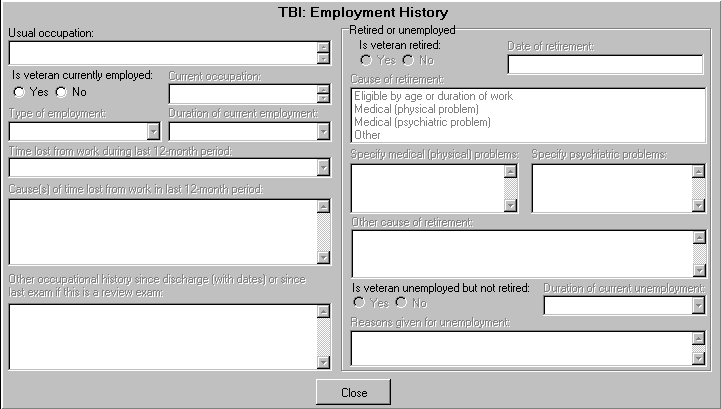 TBI: Employment History
Usual occupation:
Is veteran currently employed:
Yes No
Current occupation:
Type of employment:
Duration of current employment:
Time lost from work during last 12-month period:
Cause(s) of time lost from work in last 12-month period:
Other occupational history since discharge (with dates) or since
last exam if this is a review exam:
Retired or unemployed
Is veteran retired:
Yes No
Date of retirement:
Cause of retirement:
Eligible by age or duration of work
Medical (physical problem)
Medical (psychiatric problem)
Other
Specify medical (physical) problems:
Specify psychiatric problems:
Other cause of retirement:
Is veteran unemployed but not retired:
Yes No
Duration of current unemployment:
Reasons given for unemployment:
Close